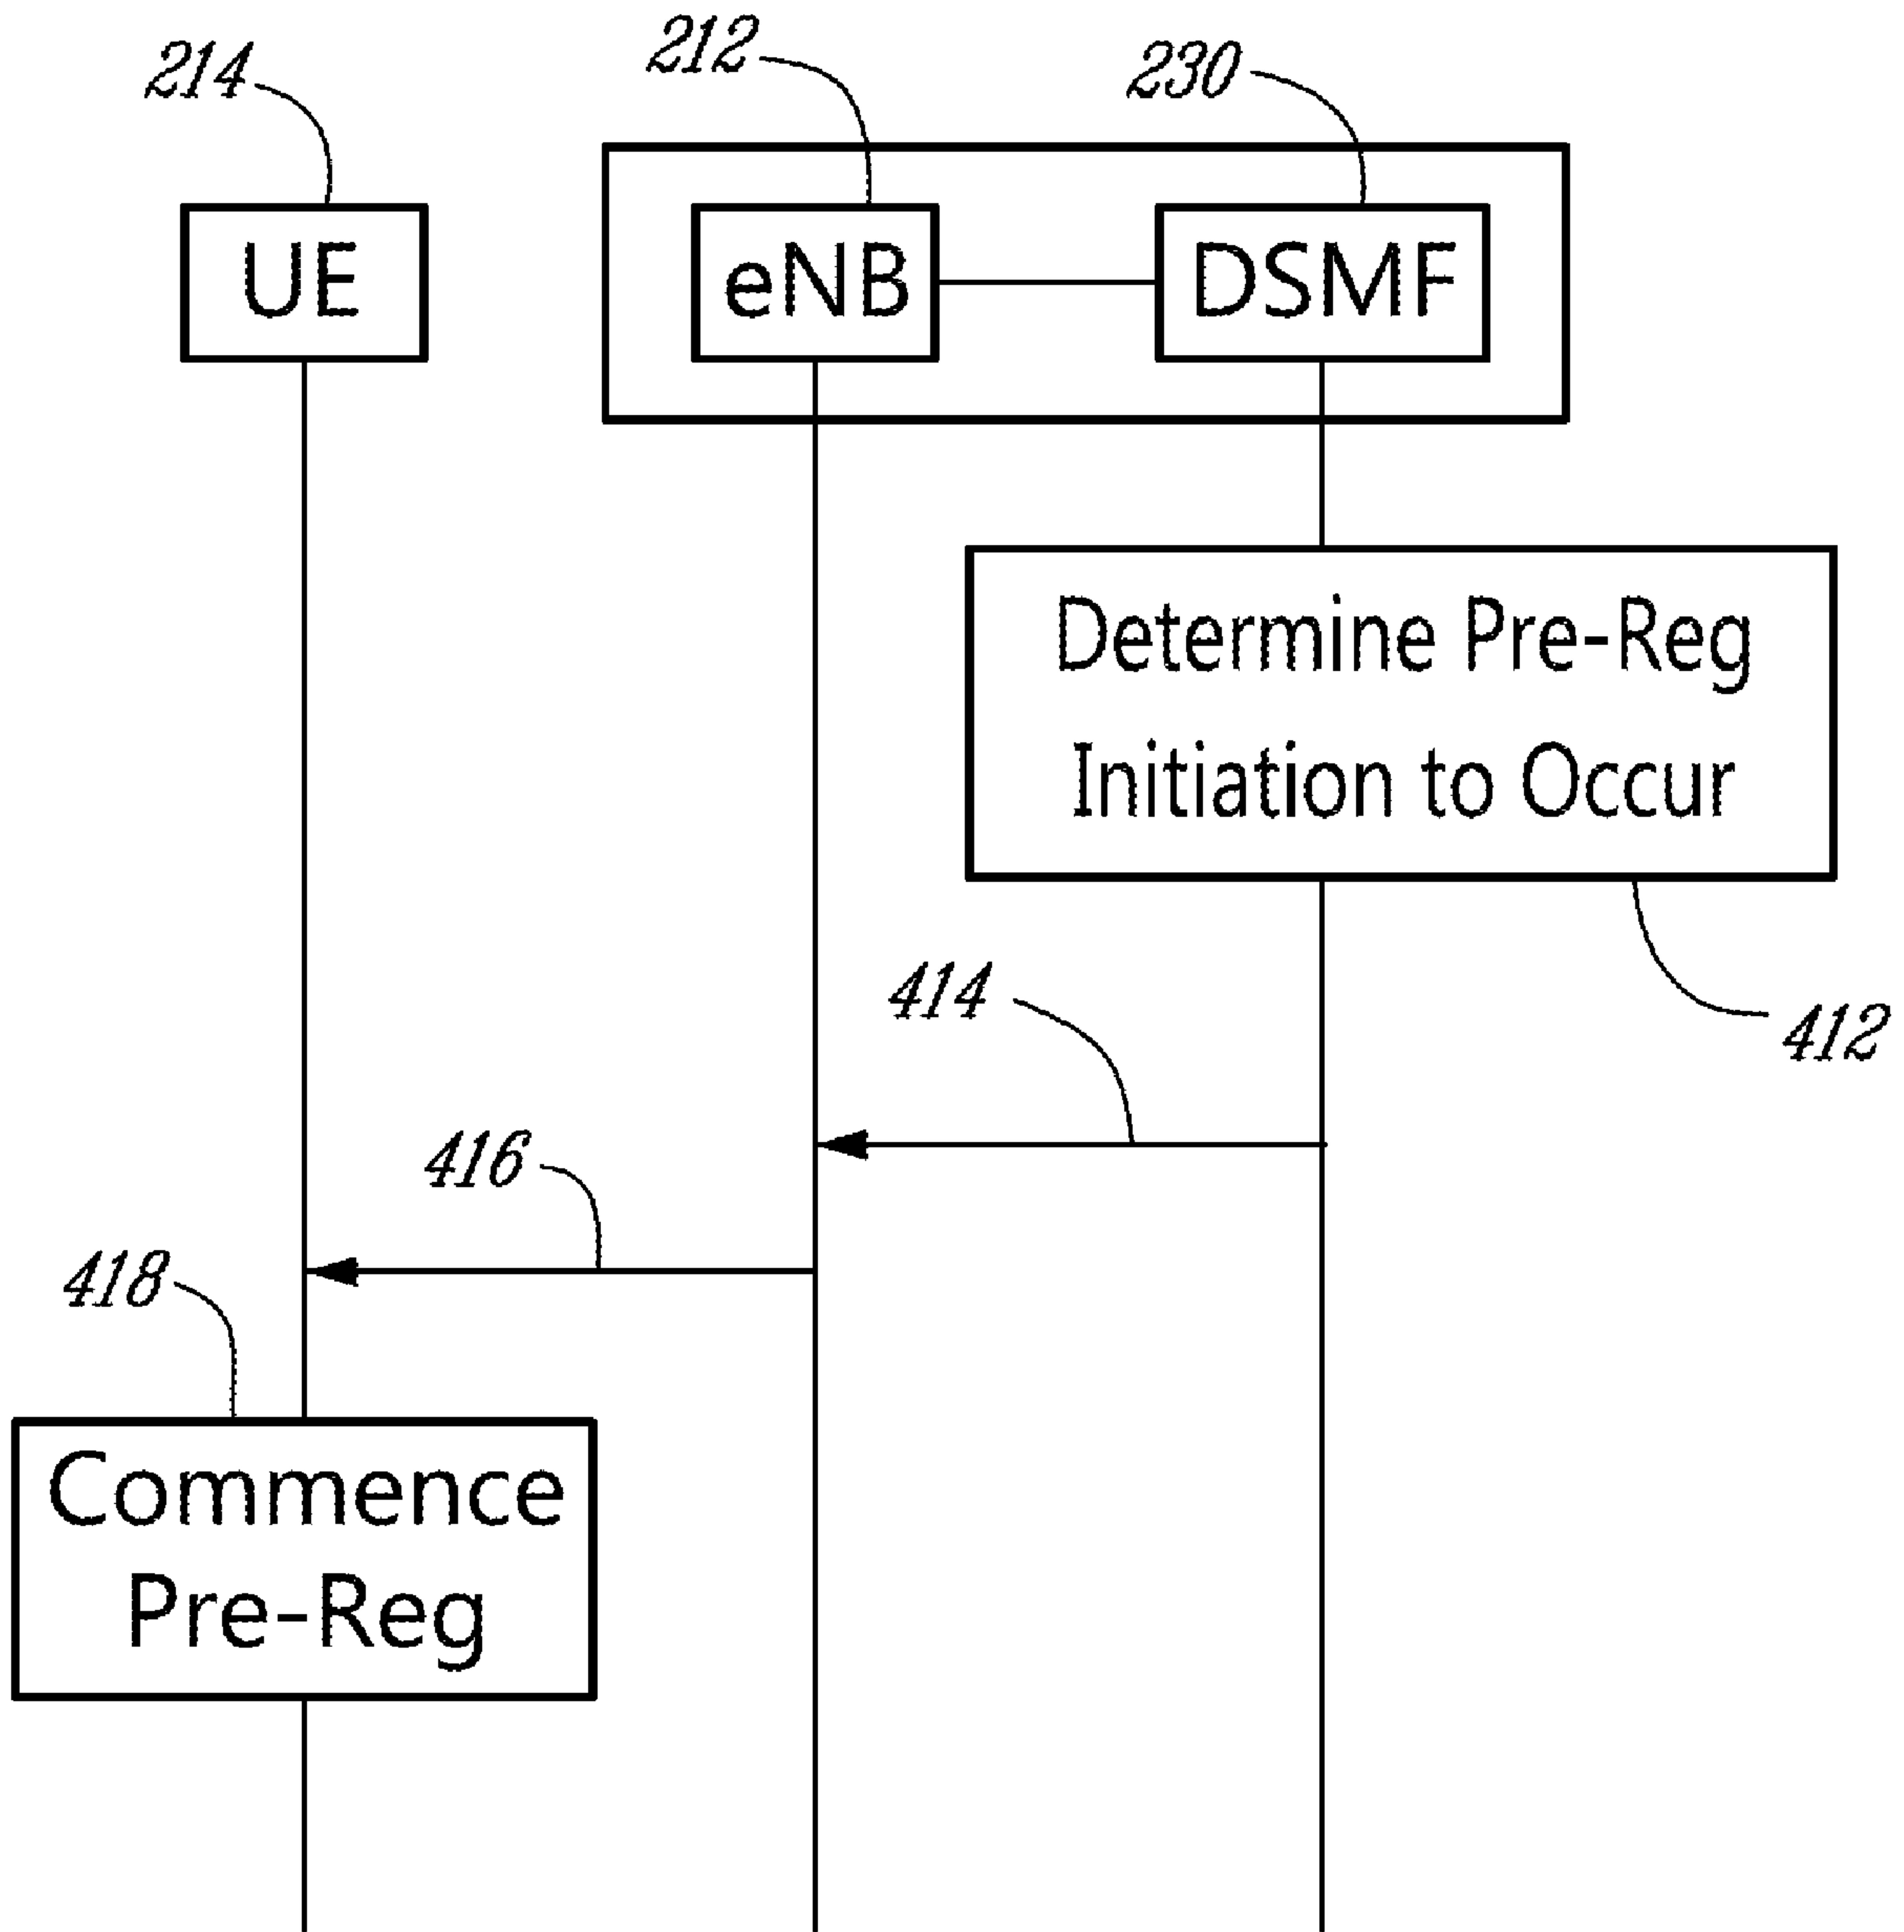 214
212
230
UE
eNB
DSMF
Determine Pre-Reg
Initiation to Occur
414
412
416
418
Commence
Pre-Reg